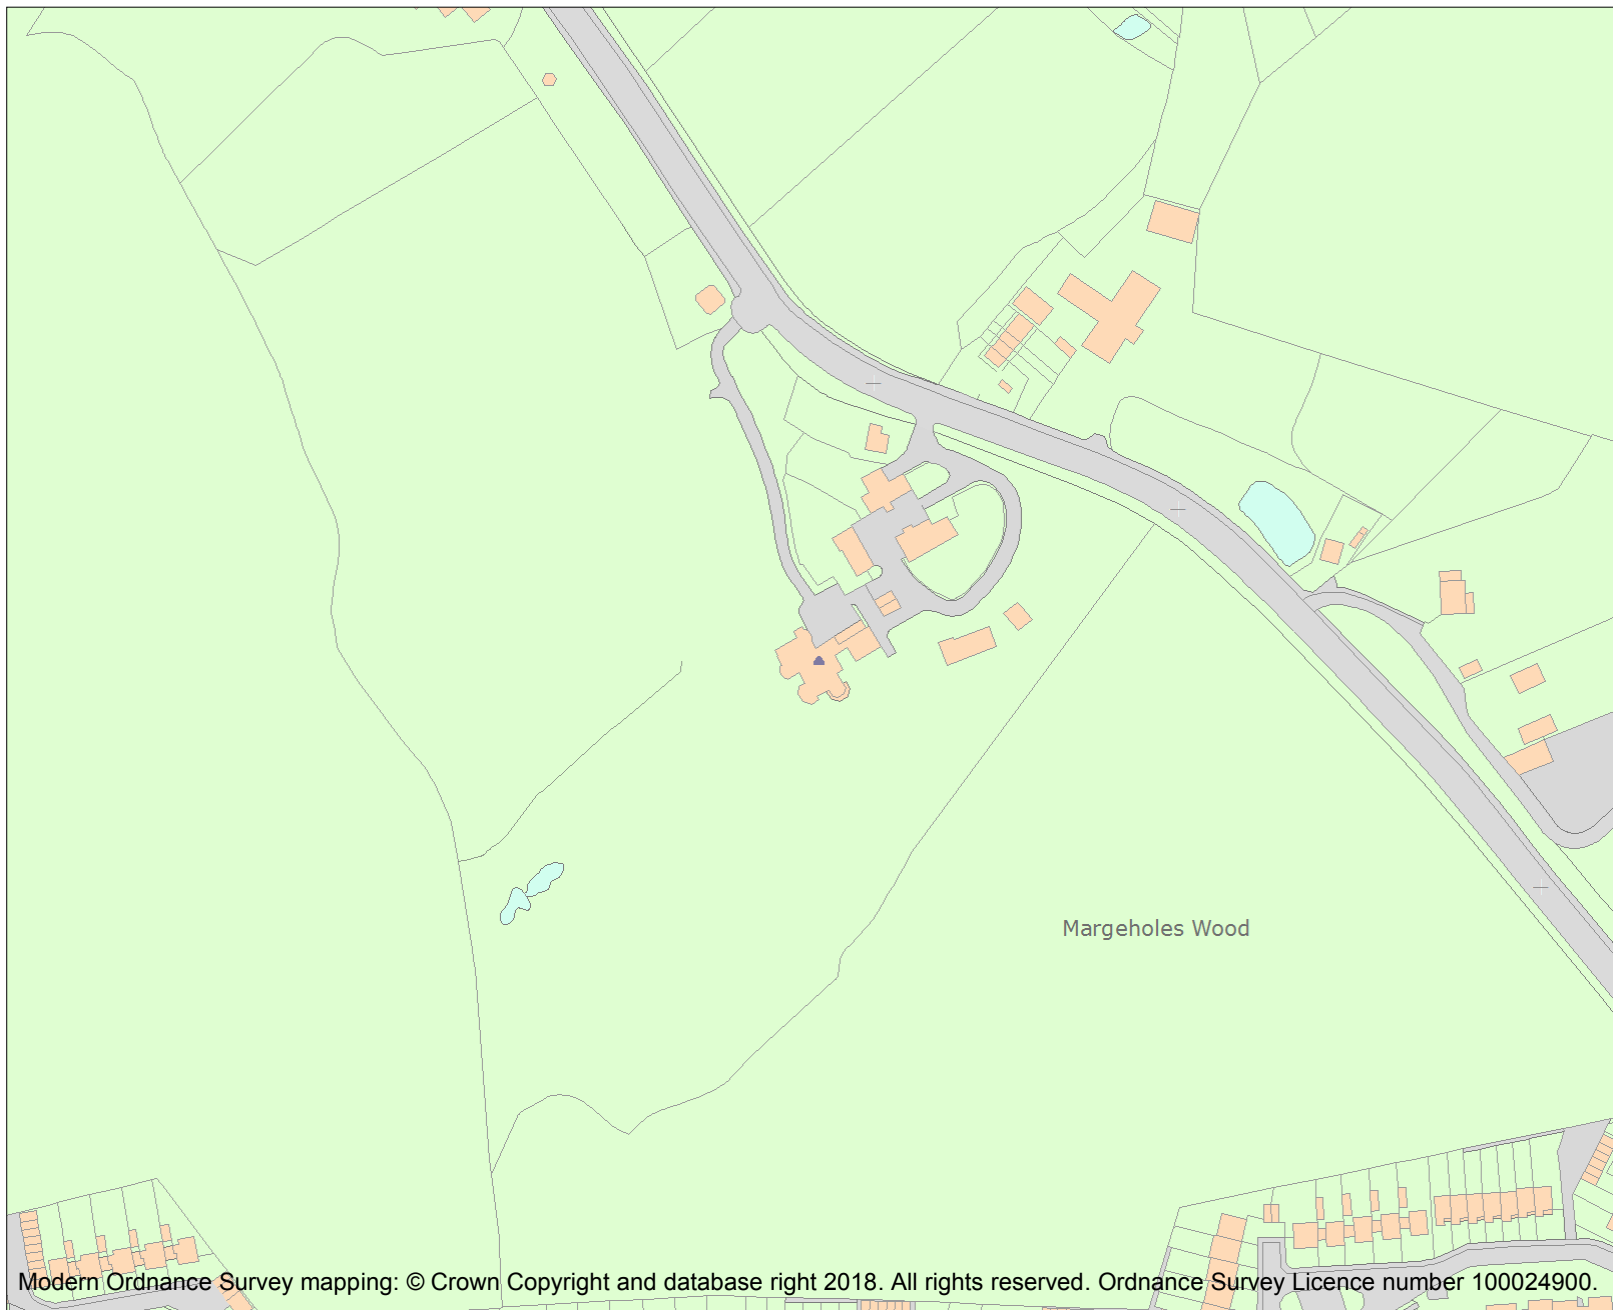 Margeholes Wood
Modern Ordnance Survey mapping: © Crown Copyright and database right 2018. All rights reserved. Ordnance Survey Licence number 100024900.